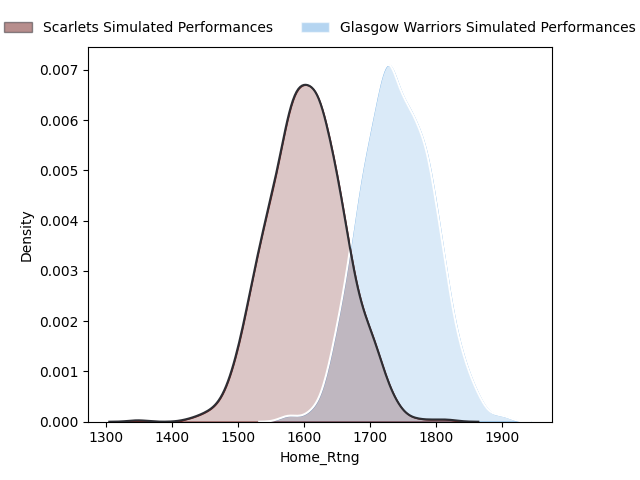 Scarlets Simulated Performances Glasgow Warriors Simulated Performances
0.007
0.006
0.005
0.004
0.003
0.002
0.001
0.000
Density
1300 1400 1500 1600 1700 1800 1900
Home_Rtng